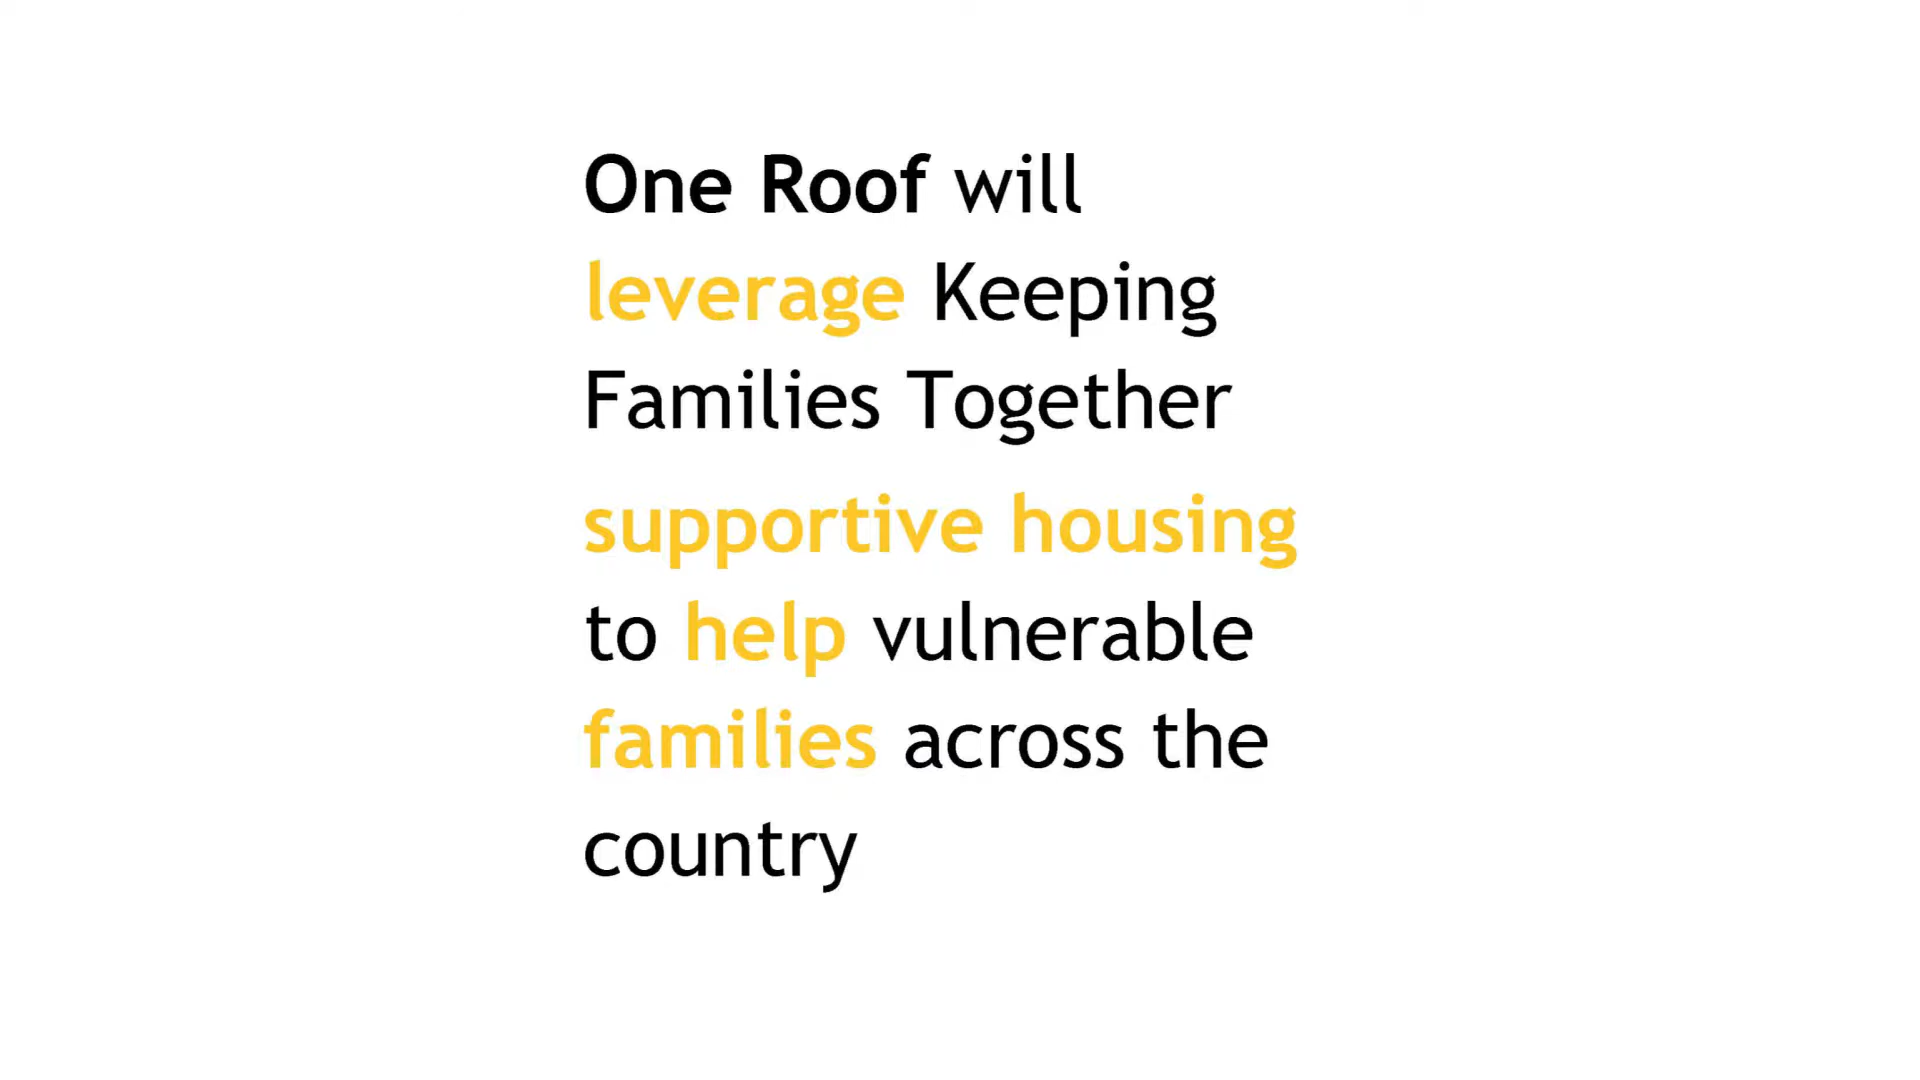 One Roof will
leverage Keeping
Families Together
supportive housing
to help vulnerable
families across the
country